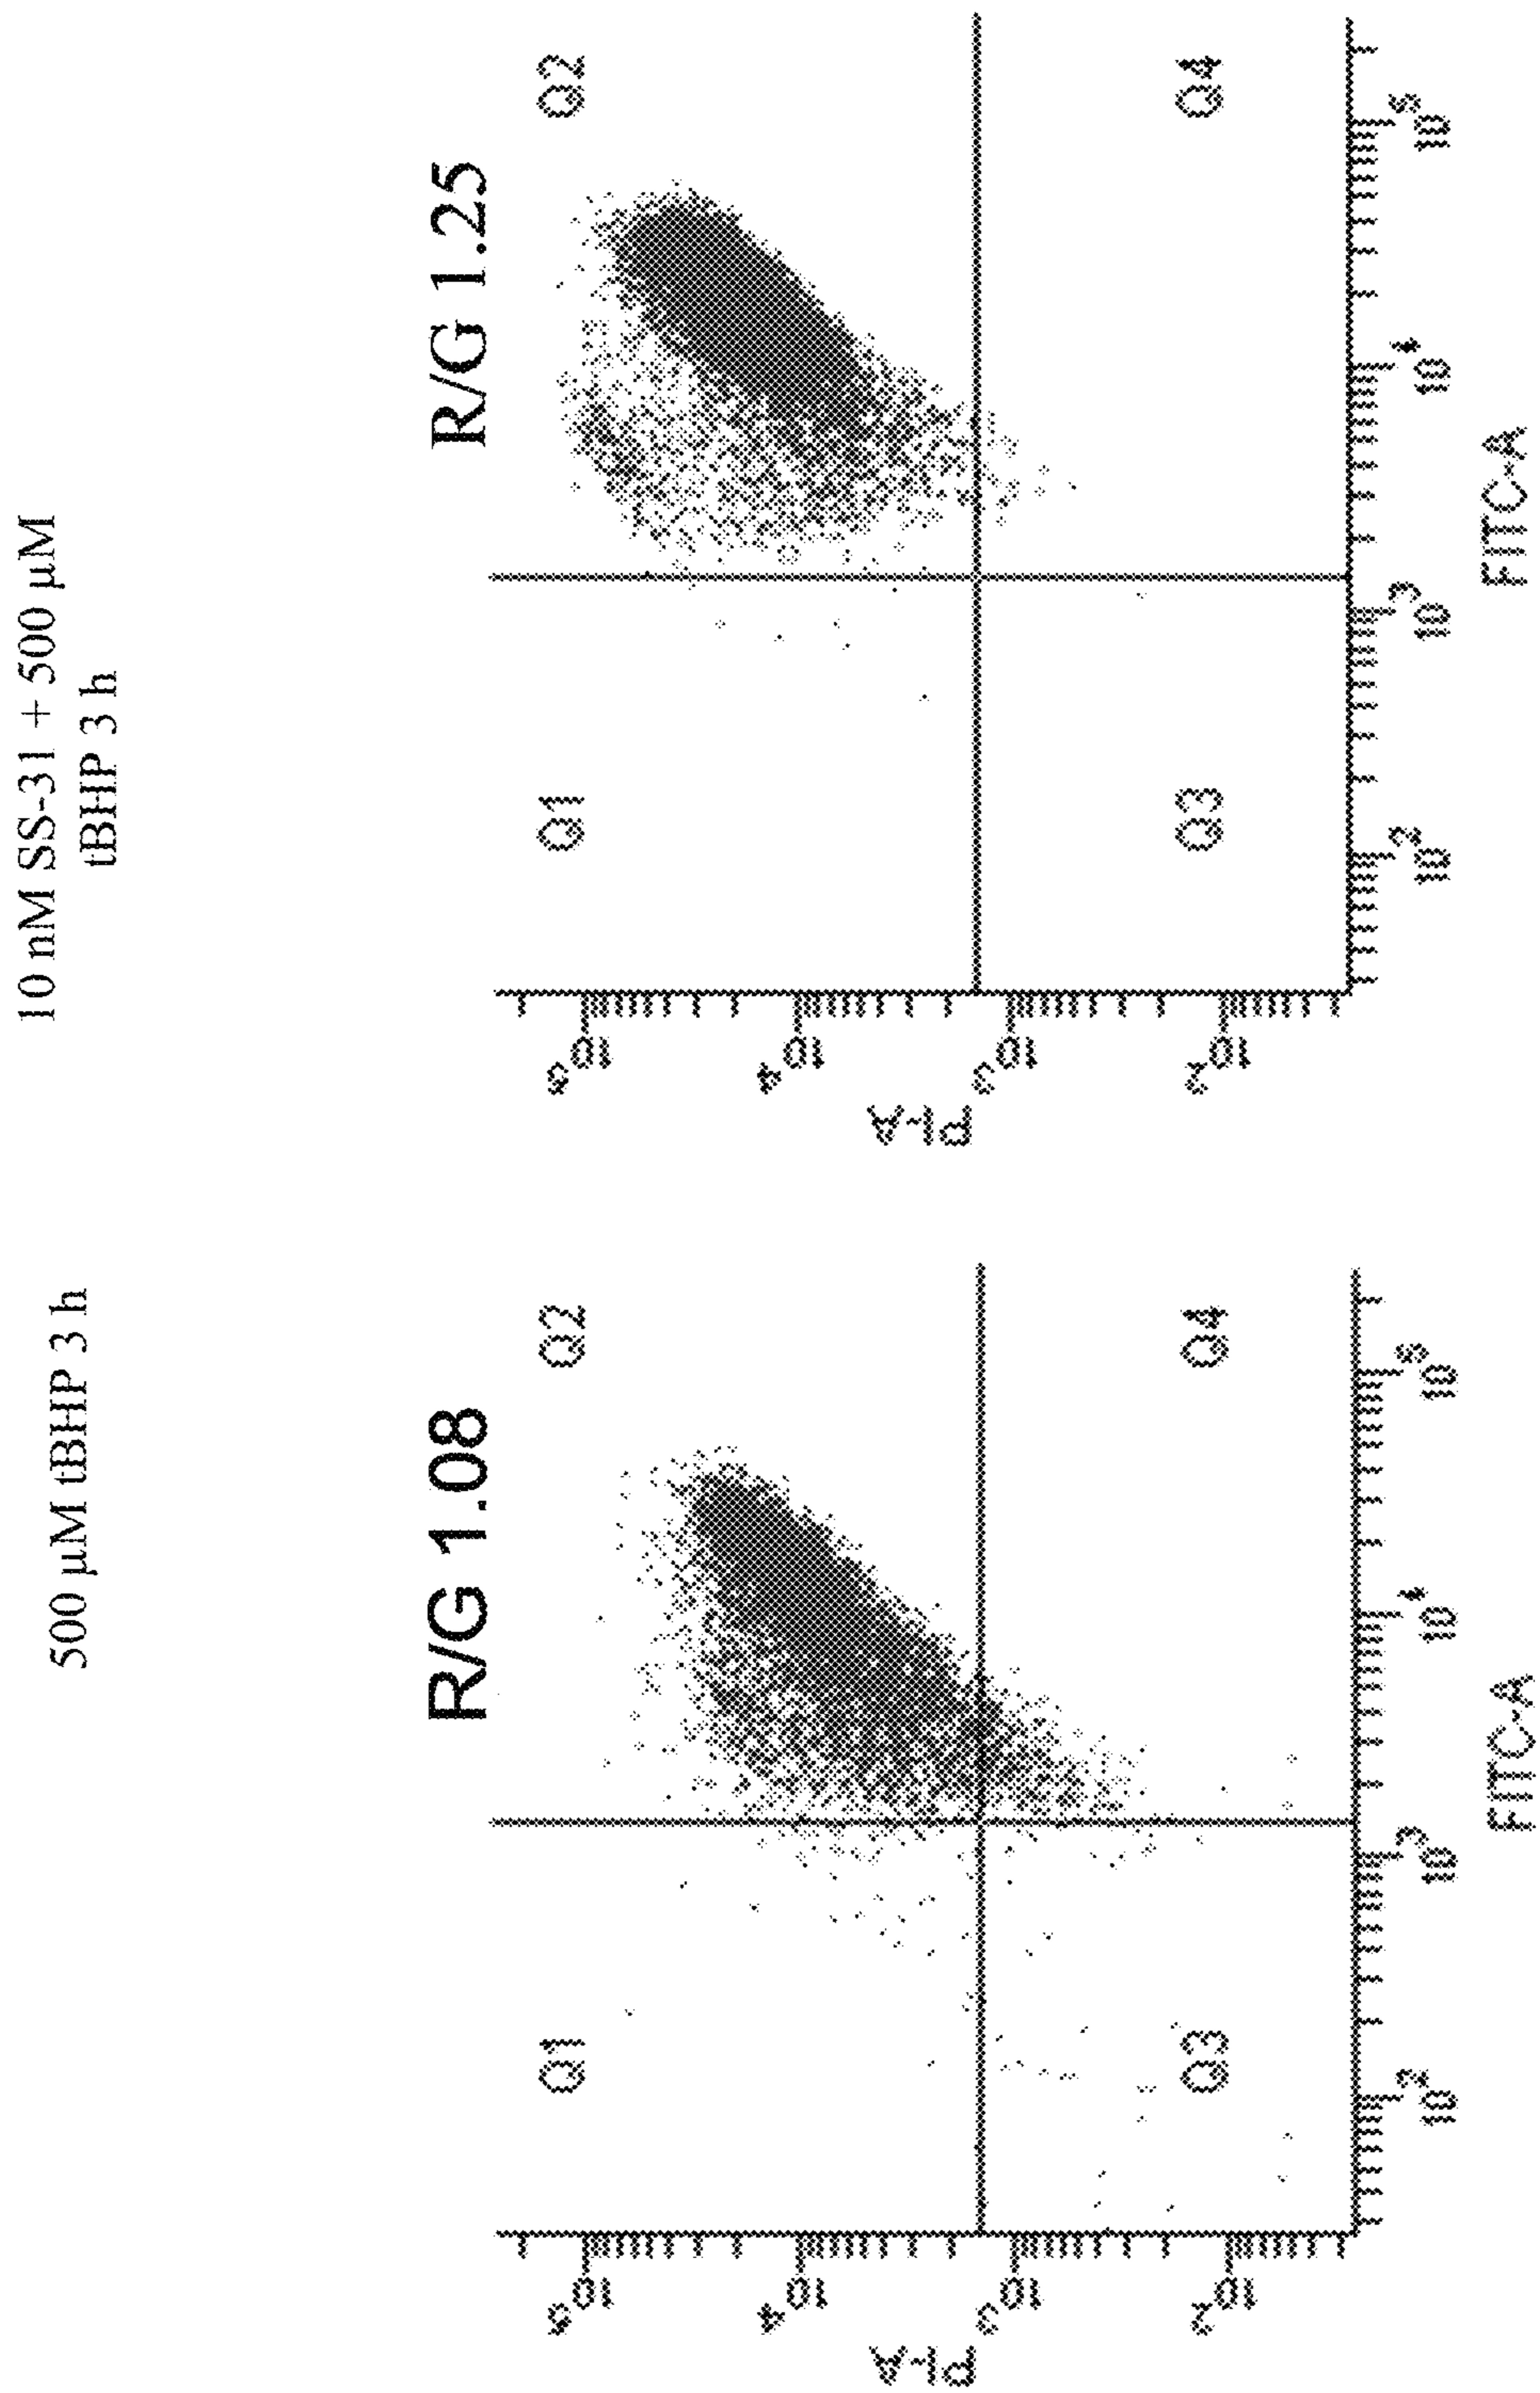 500 µM tBHP 3 h
R/G 1.08
Q1
Q2
Q3
Q4
PI-A
10^5
10^4
10^3
10^2
10^2
10^3
10^4
10^5
FITC-A
10 nM SS-31 + 500 µM
tBHP 3 h
R/G 1.25
Q1
Q2
Q3
Q4
PI-A
10^5
10^4
10^3
10^2
10^2
10^3
10^4
10^5
FITC-A